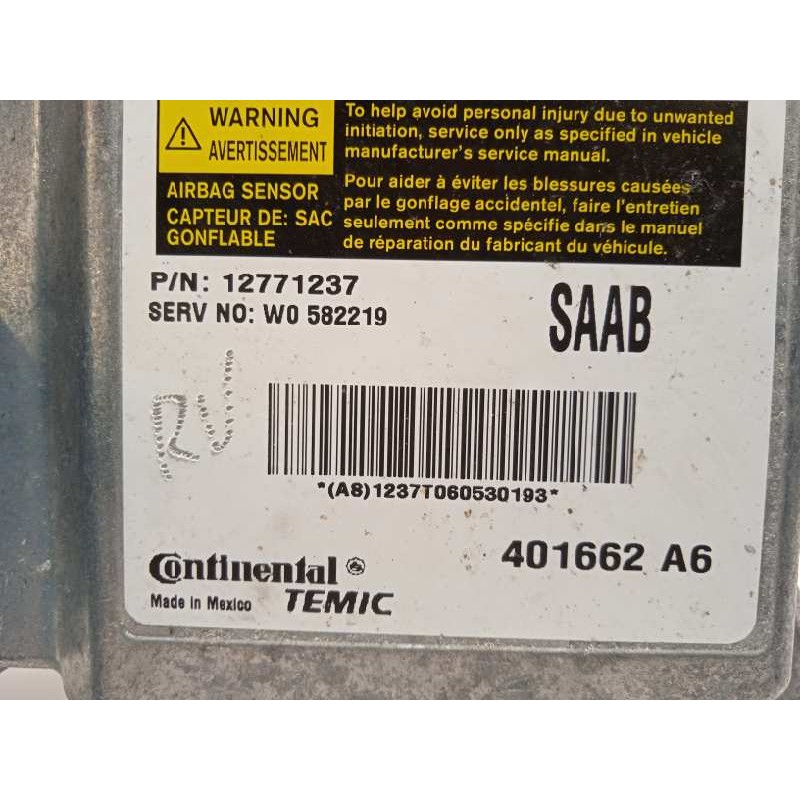 WARNING
AVERTISSEMENT
AIRBAG SENSOR
CAPTEUR DE: SAC
GONFLABLE
To help avoid personal injury due to unwanted
initiation, service only as specified in vehicle
manufacturer's service manual.
Pour aider à éviter les blessures causées
par le gonflage accidentel, faire l'entretien
seulement comme spécifie dans le manuel
de réparation du fabricant du véhicule.
P/N: 12771237
SERV NO: W0 582219
SAAB
RV
*(A8)1237T060530193*
401662 A6
Continental
Made in Mexico
TEMIC